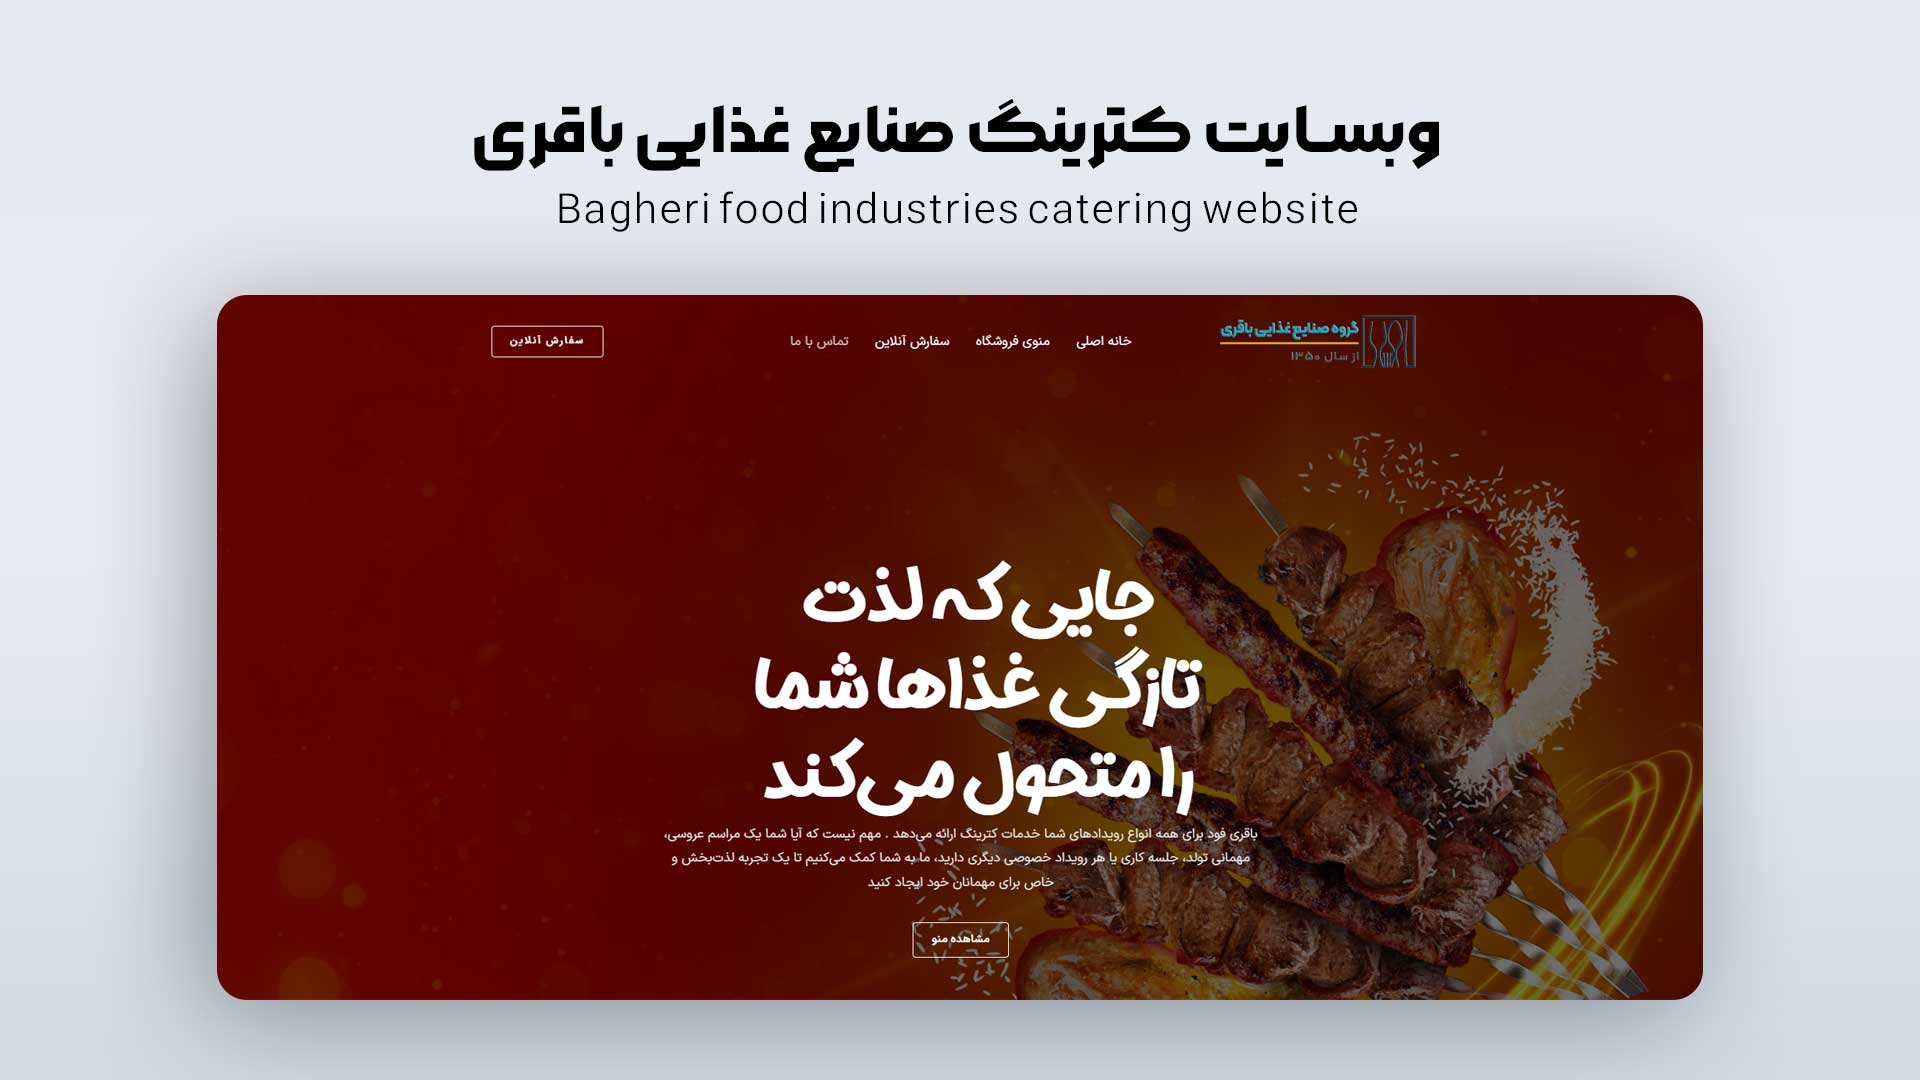 وبسایت کترینگ صنایع غذایی باقری
Bagheri food industries catering website
گروه صنایع غذایی باقری
از سال ۱۳۵۰
خانه اصلی
منوی فروشگاه
سفارش آنلاین
تماس با ما
سفارش آنلاین
جایی که لذت
تازگی غذاها شما
را متحول می‌کند
باقری فود برای همه انواع رویدادهای شما خدمات کترینگ ارائه می‌دهد . مهم نیست که آیا شما یک مراسم عروسی،
مهمانی تولد، جلسه کاری یا هر رویداد خصوصی دیگری دارید، ما به شما کمک می‌کنیم تا یک تجربه لذت‌بخش و
خاص برای مهمانان خود ایجاد کنید
مشاهده منو